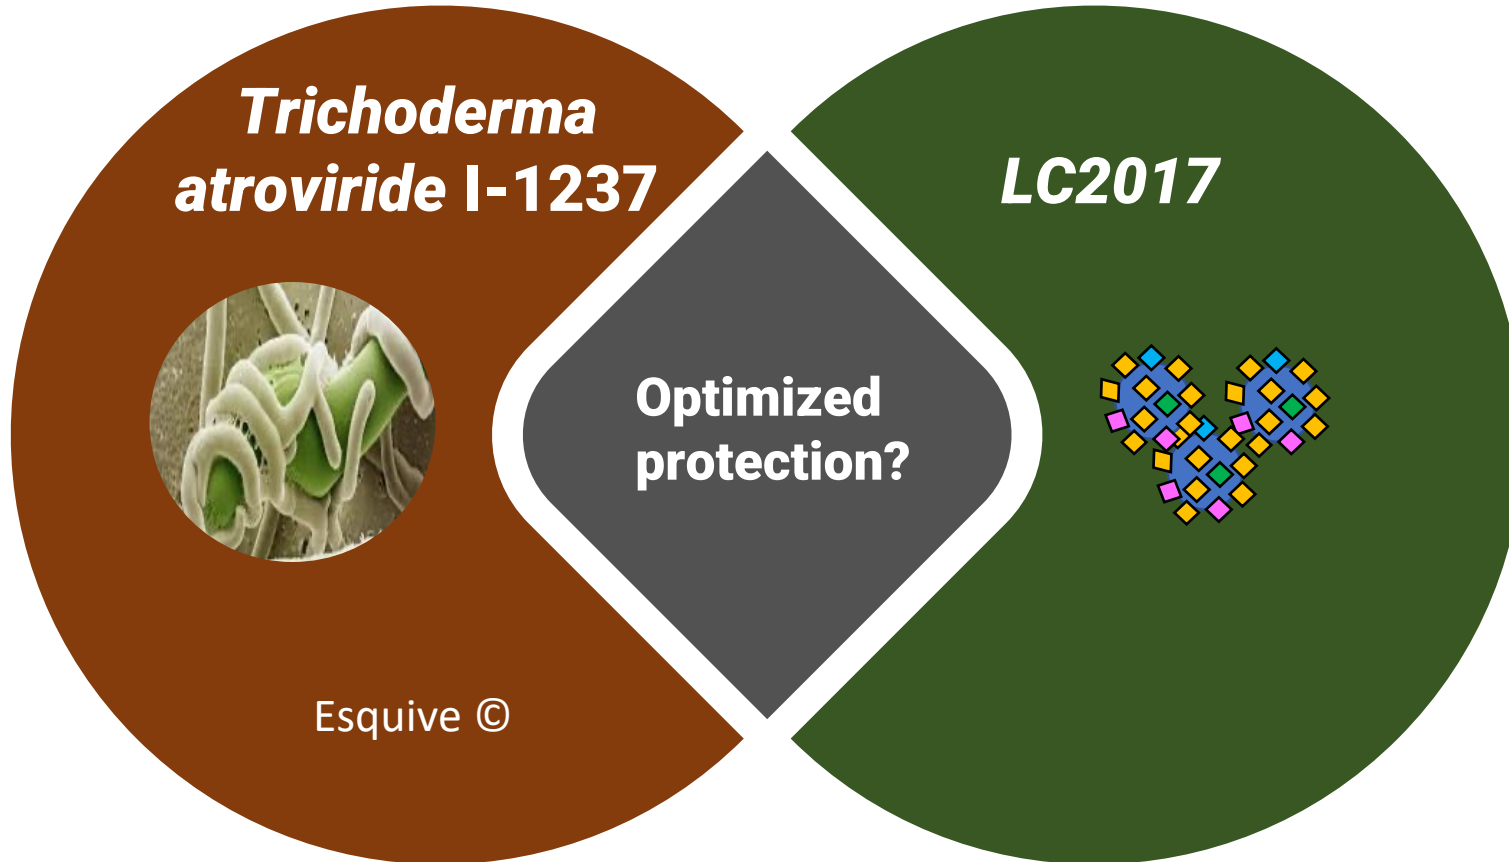 Trichoderma
atroviride I-1237
LC2017
Optimized
protection?
Esquive ©